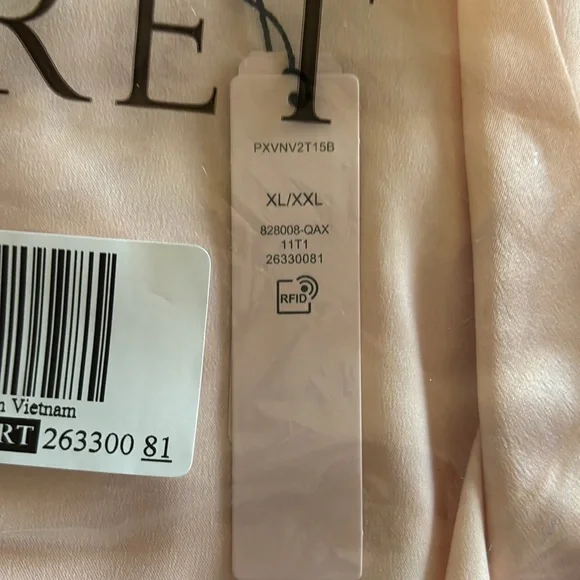 RET
PXVNV2T15B
XL/XXL
828008-QAX
11T1
26330081
RFID
Vietnam
RT 263300 81